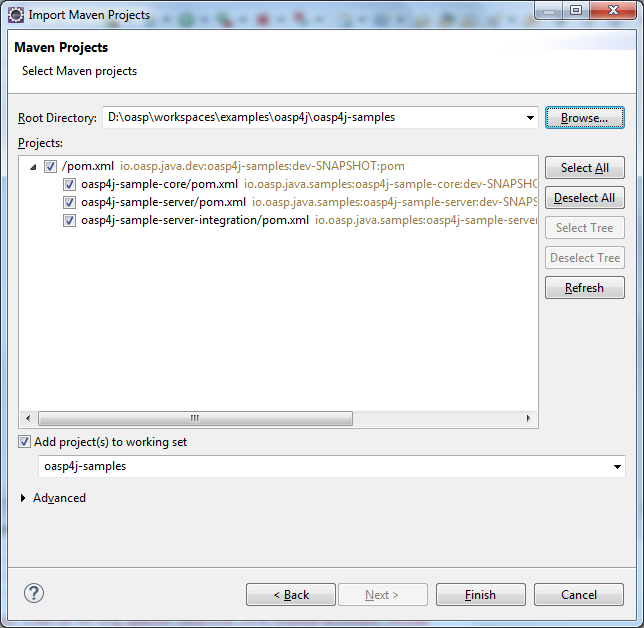 Import Maven Projects
Maven Projects
Select Maven projects
Root Directory: D:\oasp\workspaces\examples\oasp4j\oasp4j-samples Browse...
Projects:
/pom.xml io.oasp.java.dev:oasp4j-samples:dev-SNAPSHOT:pom Select All
oasp4j-sample-core/pom.xml io.oasp.java.samples:oasp4j-sample-core:dev-SNAPSHO
oasp4j-sample-server/pom.xml io.oasp.java.samples:oasp4j-sample-server:dev-SNAPS Deselect All
oasp4j-sample-server-integration/pom.xml io.oasp.java.samples:oasp4j-sample-server Select Tree
Deselect Tree
Refresh
Add project(s) to working set
oasp4j-samples
Advanced
? < Back Next > Finish Cancel